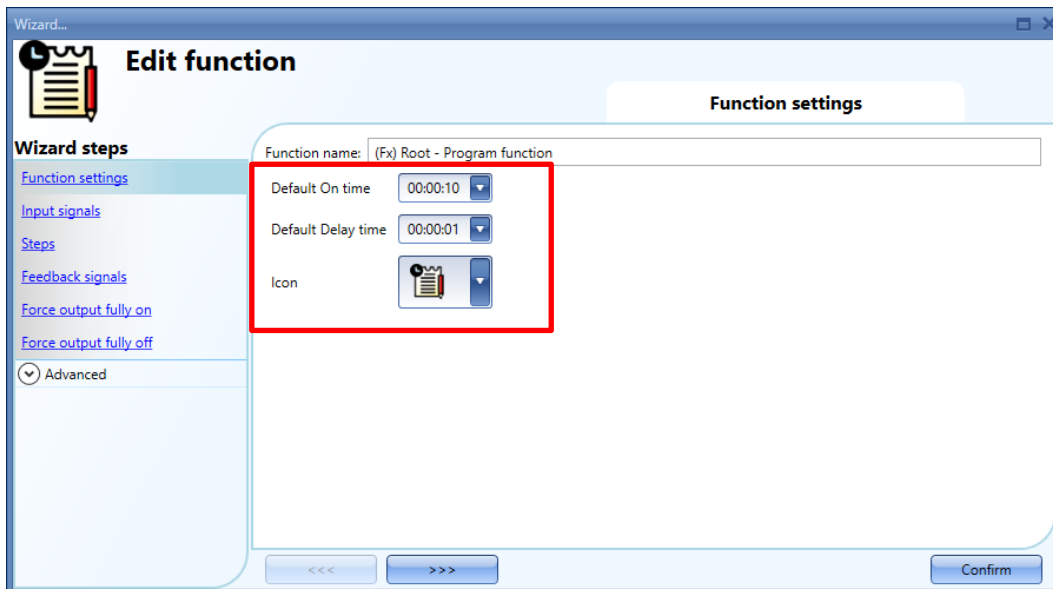 Wizard...
Edit function
Function settings
Wizard steps
Function settings
Input signals
Steps
Feedback signals
Force output fully on
Force output fully off
Advanced
Function name: (Fx) Root - Program function
Default On time 00:00:10
Default Delay time 00:00:01
Icon
<<< >>> Confirm